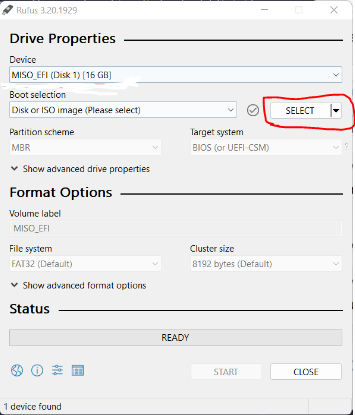 Rufus 3.20.1929
Drive Properties
Device
MISO_EFI (Disk 1) [16 GB]
Boot selection
Disk or ISO image (Please select)
SELECT
Partition scheme
Target system
MBR
BIOS (or UEFI-CSM)
?
Show advanced drive properties
Format Options
Volume label
MISO_EFI
File system
Cluster size
FAT32 (Default)
8192 bytes (Default)
Show advanced format options
Status
READY
START
CLOSE
1 device found